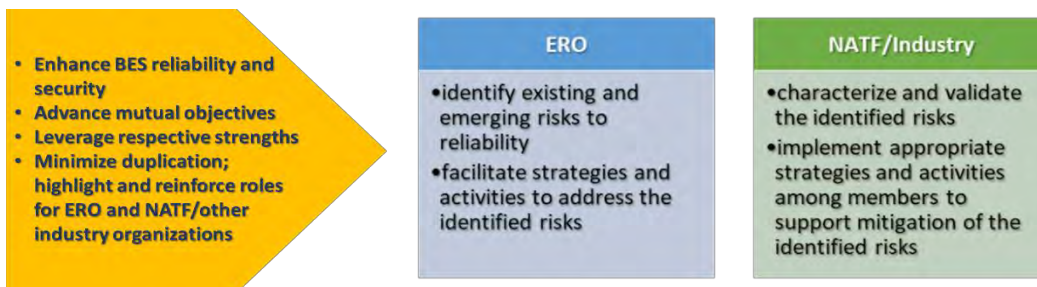 • Enhance BES reliability and
security
• Advance mutual objectives
• Leverage respective strengths
• Minimize duplication;
highlight and reinforce roles
for ERO and NATF/other
industry organizations
ERO
•identify existing and
emerging risks to
reliability
•facilitate strategies and
activities to address the
identified risks
NATF/Industry
•characterize and validate
the identified risks
•implement appropriate
strategies and activities
among members to
support mitigation of the
identified risks